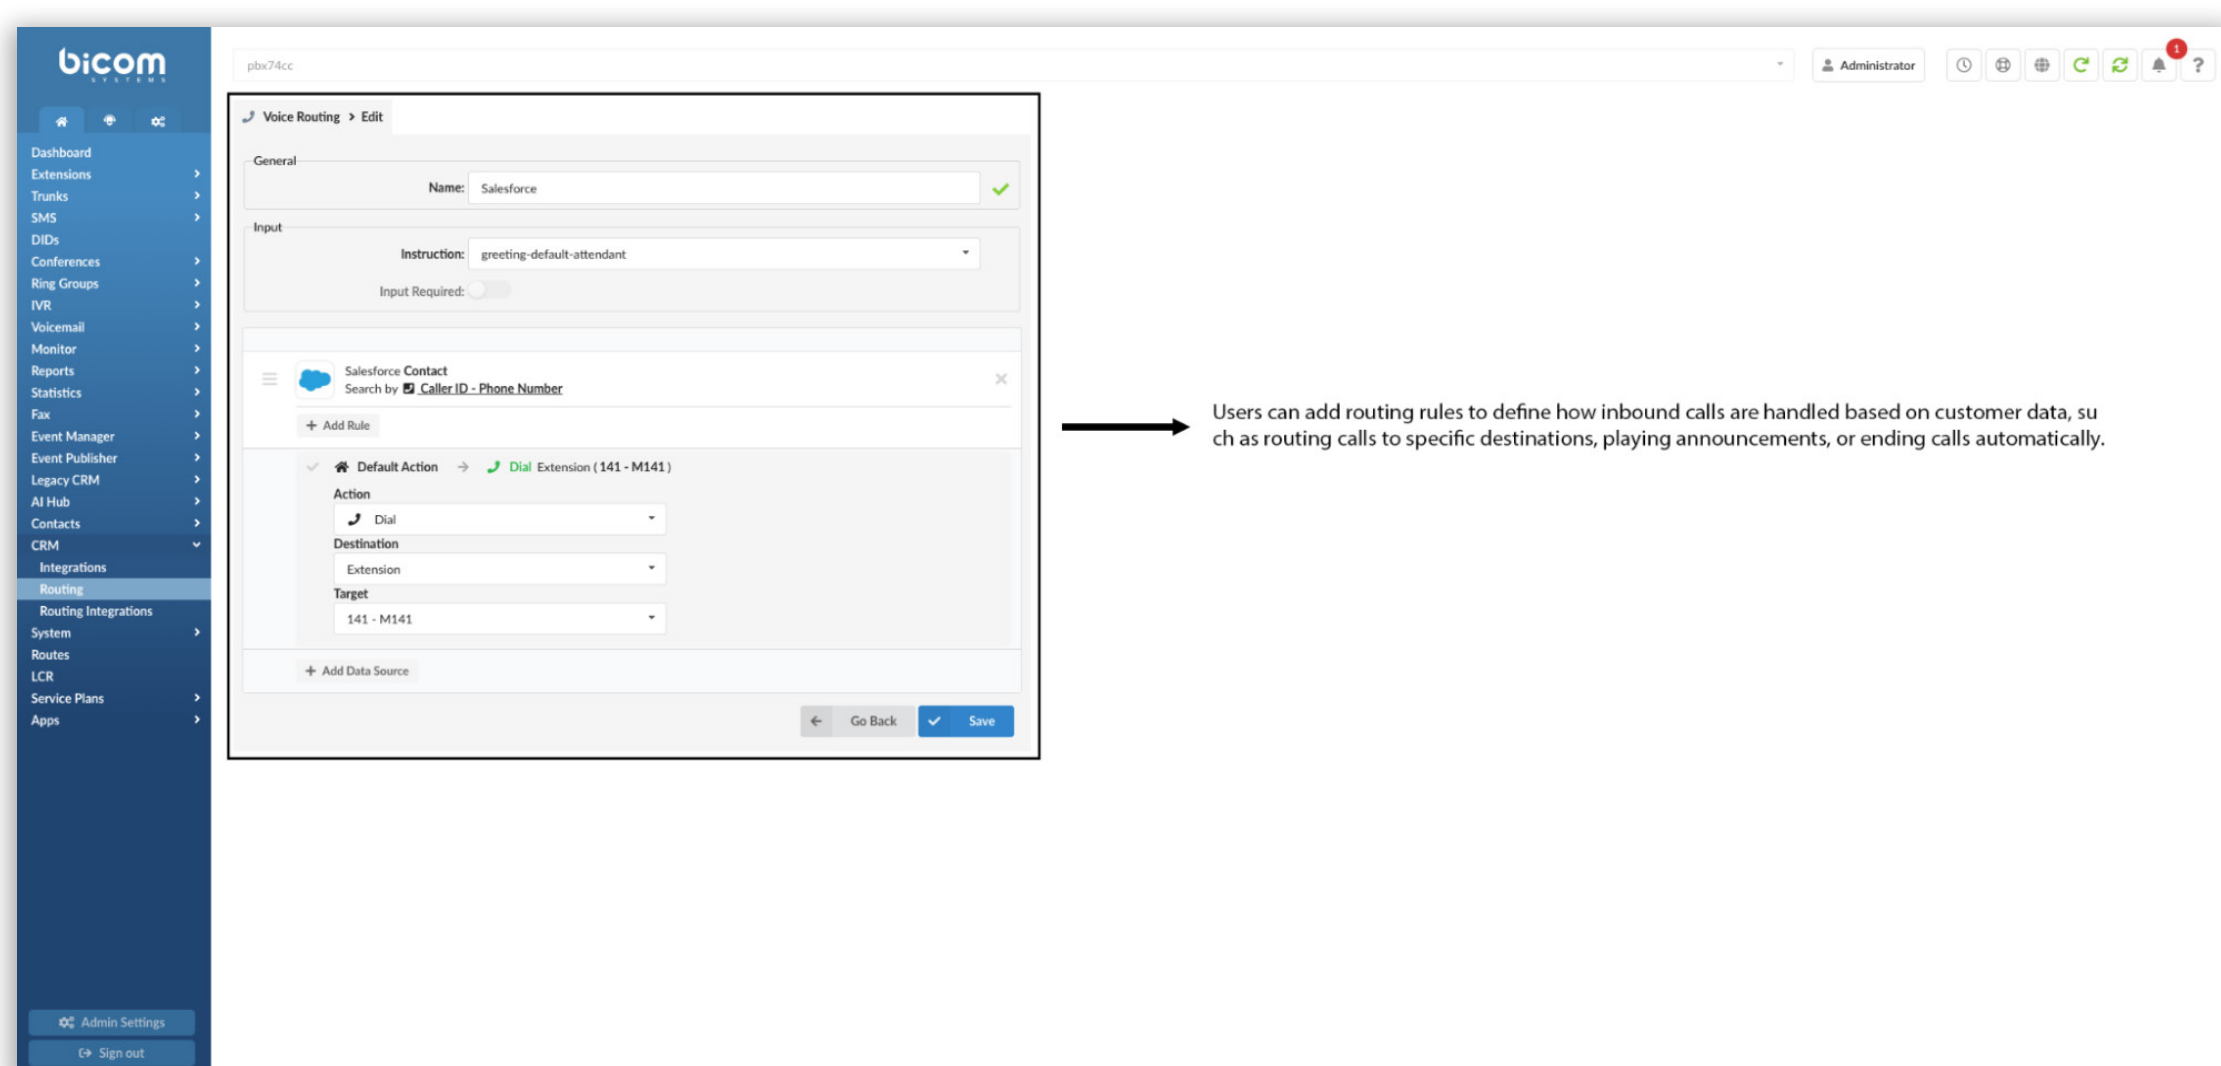 bicom
SYSTEMS
pbx74cc
Administrator
1
?
Dashboard
Extensions
Trunks
SMS
DIDs
Conferences
Ring Groups
IVR
Voicemail
Monitor
Reports
Statistics
Fax
Event Manager
Event Publisher
Legacy CRM
AI Hub
Contacts
CRM
Integrations
Routing
Routing Integrations
System
Routes
LCR
Service Plans
Apps
Admin Settings
Sign out
Voice Routing > Edit
General
Name: Salesforce
Input
Instruction: greeting-default-attendant
Input Required:
Salesforce Contact
Search by Caller ID - Phone Number
+ Add Rule
Default Action → Dial Extension ( 141 - M141 )
Action
Dial
Destination
Extension
Target
141 - M141
+ Add Data Source
Go Back
Save
Users can add routing rules to define how inbound calls are handled based on customer data, su
ch as routing calls to specific destinations, playing announcements, or ending calls automatically.